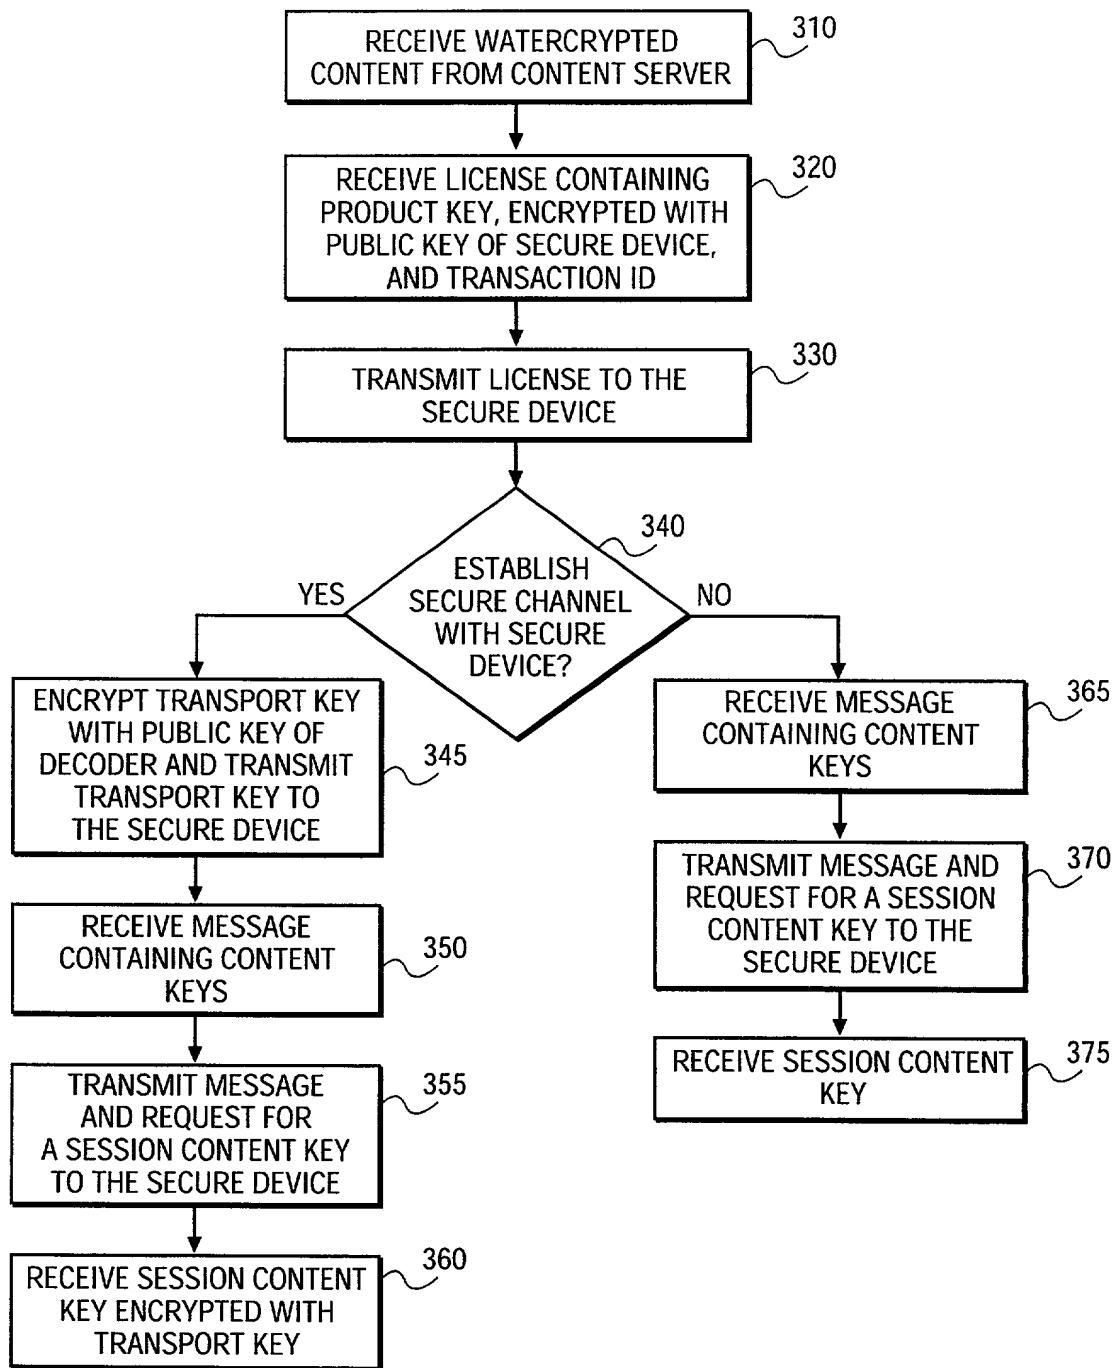 RECEIVE WATERCRYPTED
CONTENT FROM CONTENT SERVER
310
RECEIVE LICENSE CONTAINING
PRODUCT KEY, ENCRYPTED WITH
PUBLIC KEY OF SECURE DEVICE,
AND TRANSACTION ID
320
TRANSMIT LICENSE TO THE
SECURE DEVICE
330
ESTABLISH
SECURE CHANNEL
WITH SECURE
DEVICE?
340
YES
NO
ENCRYPT TRANSPORT KEY
WITH PUBLIC KEY OF
DECODER AND TRANSMIT
TRANSPORT KEY TO
THE SECURE DEVICE
345
RECEIVE MESSAGE
CONTAINING CONTENT
KEYS
350
TRANSMIT MESSAGE
AND REQUEST FOR
A SESSION CONTENT KEY
TO THE SECURE DEVICE
355
RECEIVE SESSION CONTENT
KEY ENCRYPTED WITH
TRANSPORT KEY
360
RECEIVE MESSAGE
CONTAINING CONTENT
KEYS
365
TRANSMIT MESSAGE AND
REQUEST FOR A SESSION
CONTENT KEY TO THE
SECURE DEVICE
370
RECEIVE SESSION CONTENT
KEY
375